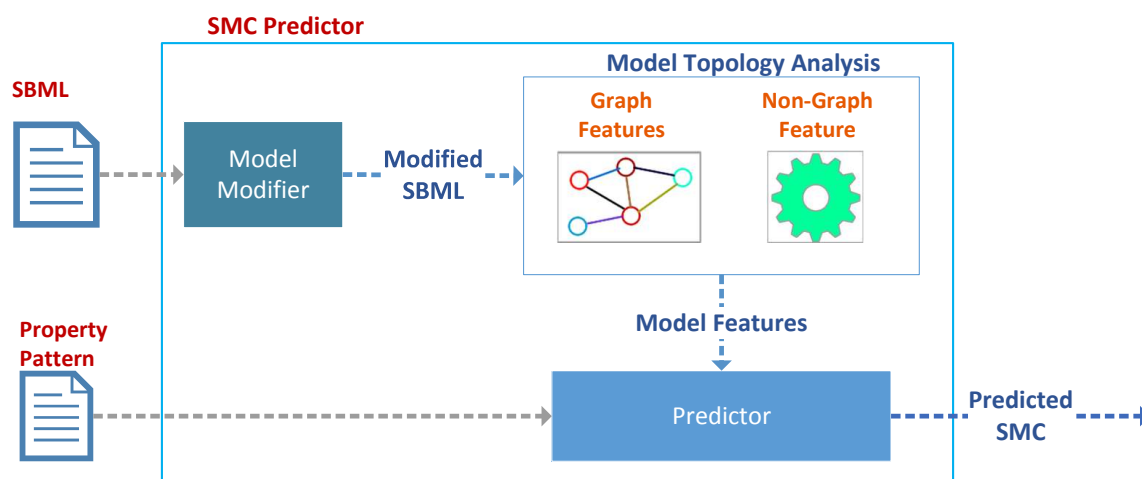 SMC Predictor
SBML
Model Topology Analysis
Graph
Features
Non-Graph
Feature
Model
Modifier
Modified
SBML
Model Features
Property
Pattern
Predictor
Predicted
SMC